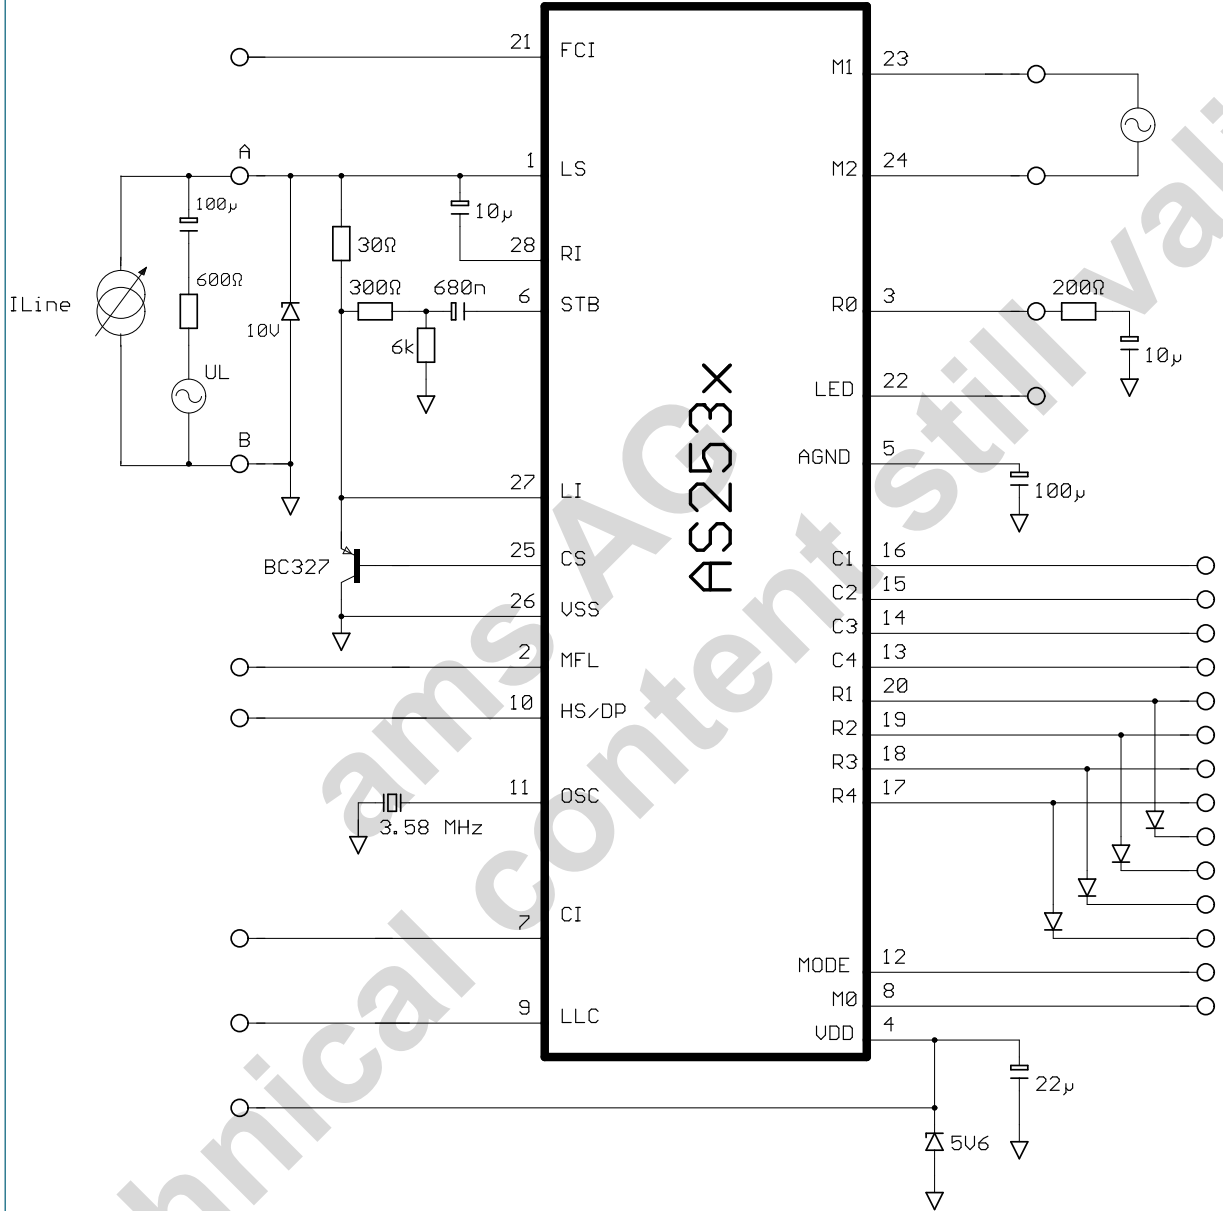 21 FCI
M1 23
A
1 LS
M2 24
100µ
10µ
30Ω
28 RI
600Ω
300Ω 680n
6 STB
R0 3
200Ω
ILine
10V
6k
10µ
UL
LED 22
B
AGND 5
100µ
27 LI
AS253x
BC327
25 CS
C1 16
26 VSS
C2 15
C3 14
2 MFL
C4 13
10 HS/DP
R1 20
R2 19
R3 18
11 OSC
R4 17
3.58 MHz
7 CI
MODE 12
M0 8
9 LLC
VDD 4
22µ
5V6
ams AG
hnical content still vali